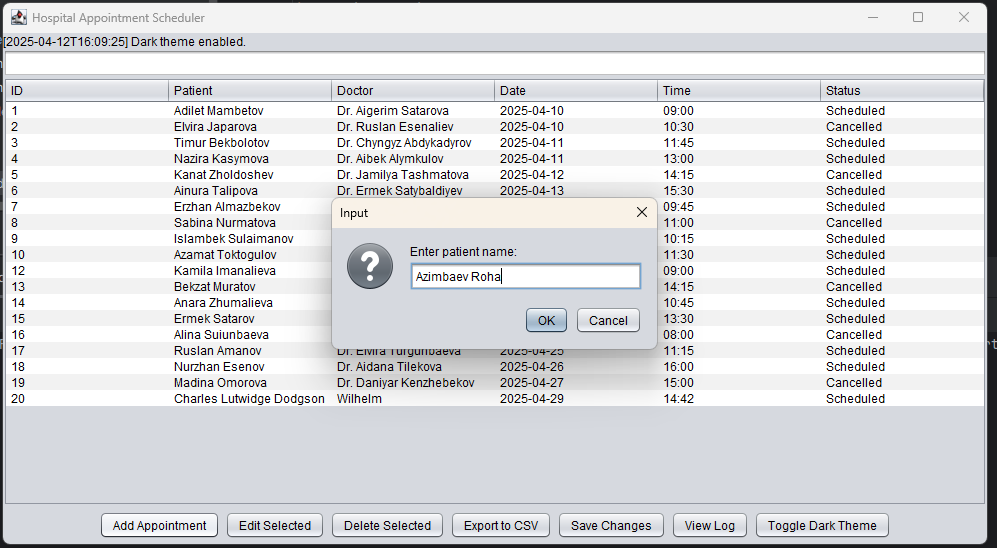 Hospital Appointment Scheduler
[2025-04-12T16:09:25] Dark theme enabled.
ID Patient Doctor Date Time Status
1 Adilet Mambetov Dr. Aigerim Satarova 2025-04-10 09:00 Scheduled
2 Elvira Japarova Dr. Ruslan Esenaliev 2025-04-10 10:30 Cancelled
3 Timur Bekbolotov Dr. Chyngyz Abdykadyrov 2025-04-11 11:45 Scheduled
4 Nazira Kasymova Dr. Aibek Alymkulov 2025-04-11 13:00 Scheduled
5 Kanat Zholdoshev Dr. Jamilya Tashmatova 2025-04-12 14:15 Cancelled
6 Ainura Talipova Dr. Ermek Satybaldiyev 2025-04-13 15:30 Scheduled
7 Erzhan Almazbekov 09:45 Scheduled
8 Sabina Nurmatova 11:00 Cancelled
9 Islambek Sulaimanov 10:15 Scheduled
10 Azamat Toktogulov 11:30 Scheduled
12 Kamila Imanalieva 09:00 Scheduled
13 Bekzat Muratov 14:15 Cancelled
14 Anara Zhumalieva 10:45 Scheduled
15 Ermek Satarov 13:30 Scheduled
16 Alina Suiunbaeva 08:00 Cancelled
17 Ruslan Amanov Dr. Elvira Turgunbaeva 2025-04-25 11:15 Scheduled
18 Nurzhan Esenov Dr. Aidana Tilekova 2025-04-26 16:00 Scheduled
19 Madina Omorova Dr. Daniyar Kenzhebekov 2025-04-27 15:00 Cancelled
20 Charles Lutwidge Dodgson Wilhelm 2025-04-29 14:42 Scheduled
Input
Enter patient name:
Azimbaev Roha
OK Cancel
Add Appointment Edit Selected Delete Selected Export to CSV Save Changes View Log Toggle Dark Theme